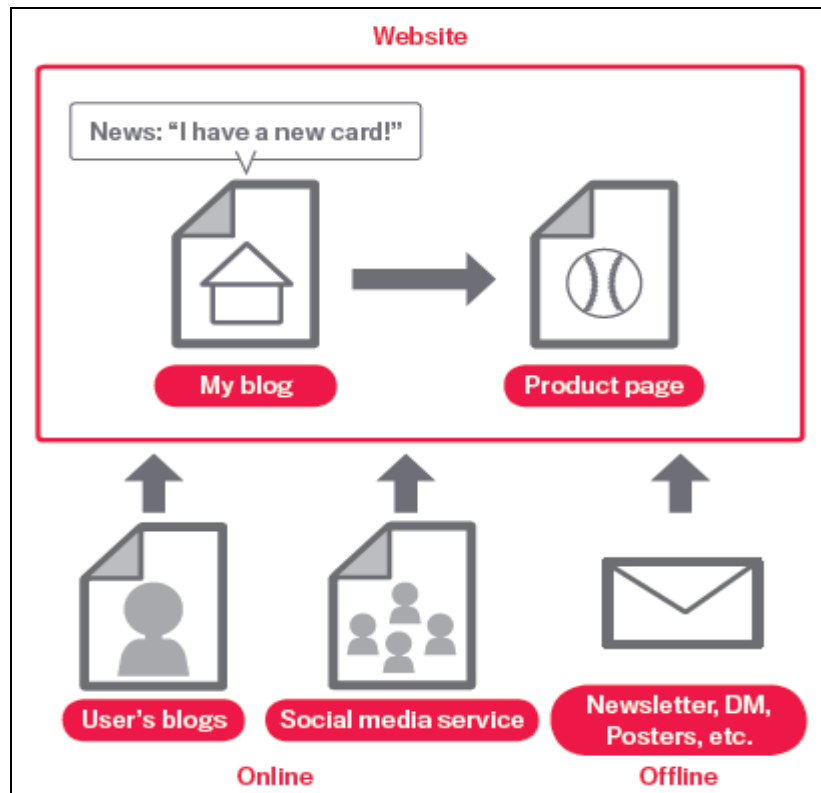 Website
News: “I have a new card!”
My blog
Product page
User's blogs
Social media service
Newsletter, DM,
Posters, etc.
Online
Offline